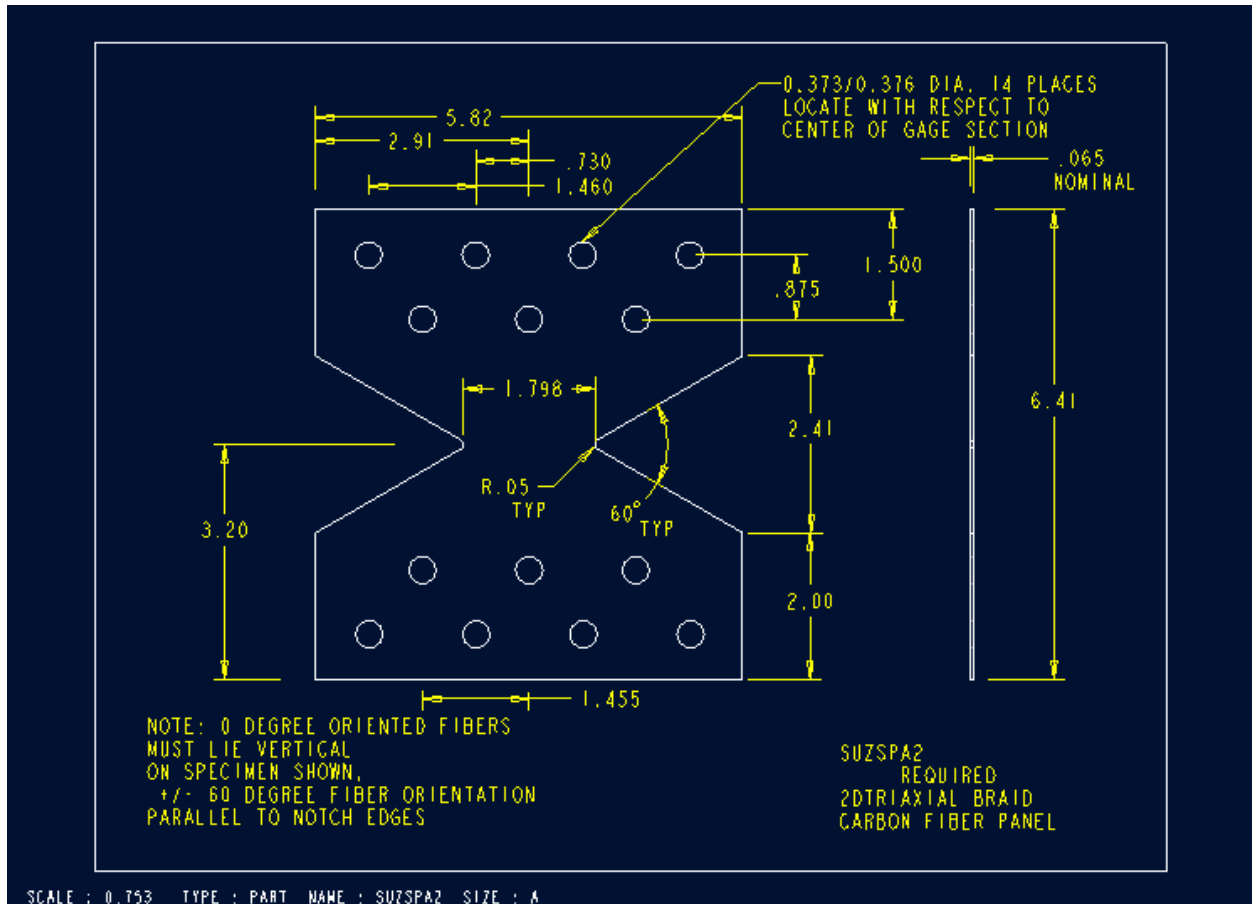 0.373/0.376 DIA. 14 PLACES
LOCATE WITH RESPECT TO
CENTER OF GAGE SECTION
5.82
2.91
.730
1.460
.065
NOMINAL
1.500
.875
1.798
2.41
6.41
R.05
TYP
60°
TYP
3.20
2.00
1.455
NOTE: 0 DEGREE ORIENTED FIBERS
MUST LIE VERTICAL
ON SPECIMEN SHOWN,
+/- 60 DEGREE FIBER ORIENTATION
PARALLEL TO NOTCH EDGES
SUZSPA2
REQUIRED
2DTRIAXIAL BRAID
CARBON FIBER PANEL
SCALE : 0.753 TYPE : PART NAME : SUZSPA2 SIZE : A